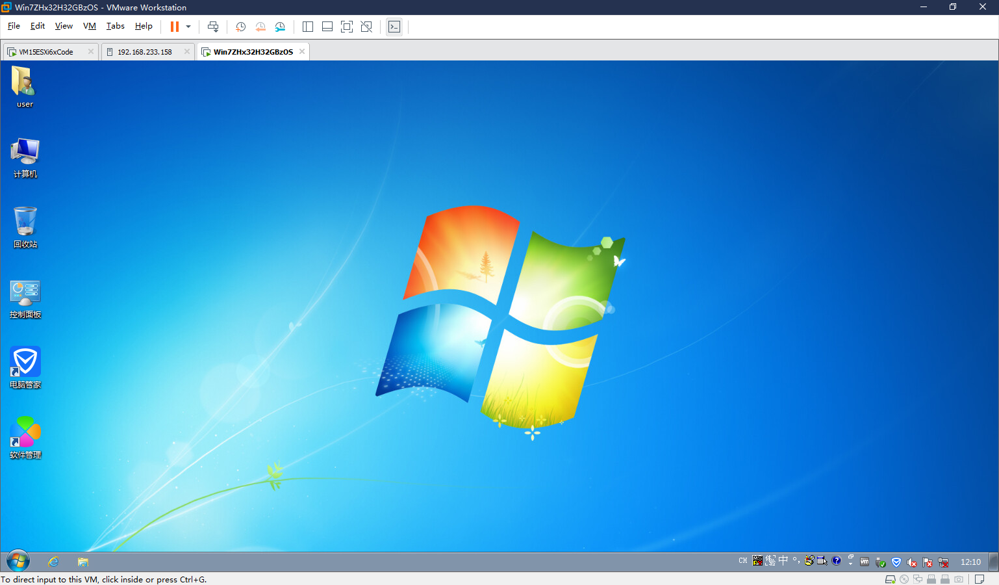 Win7ZHx32H32GBzOS - VMware Workstation
File Edit View VM Tabs Help
VM15ESXi6xCode 192.168.233.158 Win7ZHx32H32GBzOS
user
计算机
回收站
控制面板
电脑管家
软件管理
CH 中 °, vm 12:10
To direct input to this VM, click inside or press Ctrl+G.